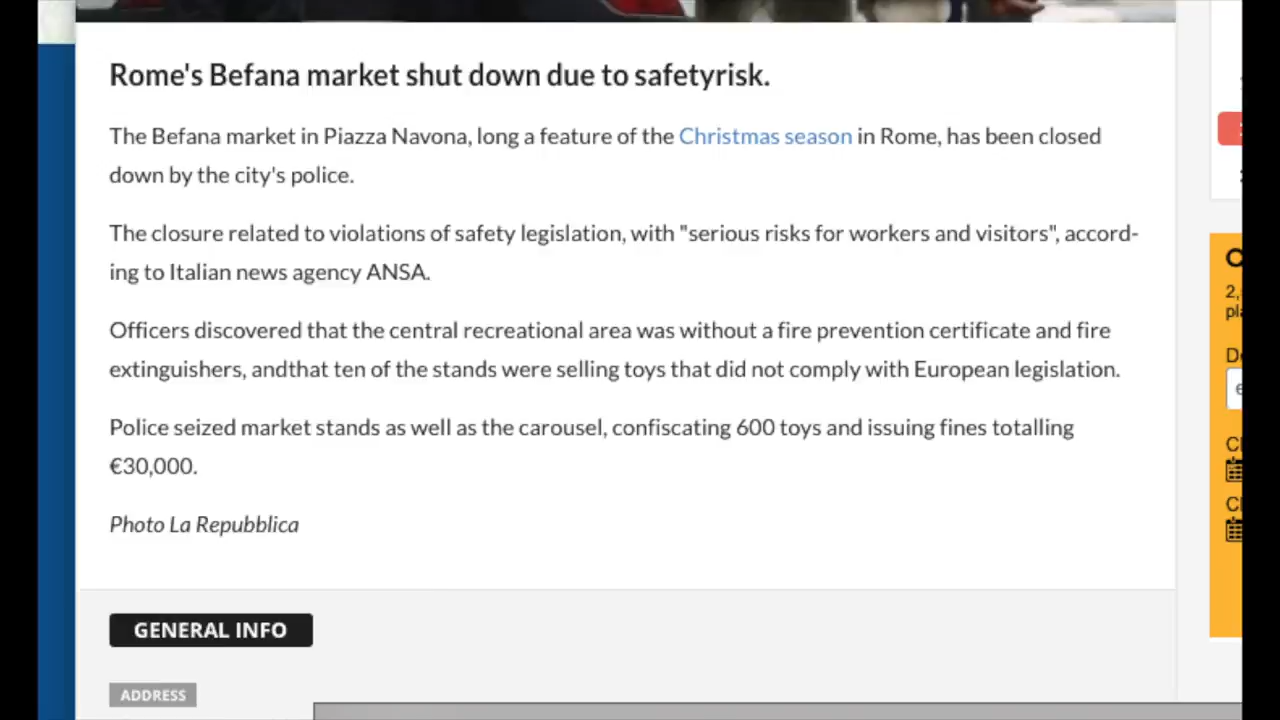 Rome's Befana market shut down due to safetyrisk.
The Befana market in Piazza Navona, long a feature of the Christmas season in Rome, has been closed
down by the city's police.
The closure related to violations of safety legislation, with "serious risks for workers and visitors", accord-
ing to Italian news agency ANSA.
Officers discovered that the central recreational area was without a fire prevention certificate and fire
extinguishers, andthat ten of the stands were selling toys that did not comply with European legislation.
Police seized market stands as well as the carousel, confiscating 600 toys and issuing fines totalling
€30,000.
Photo La Repubblica
GENERAL INFO
ADDRESS